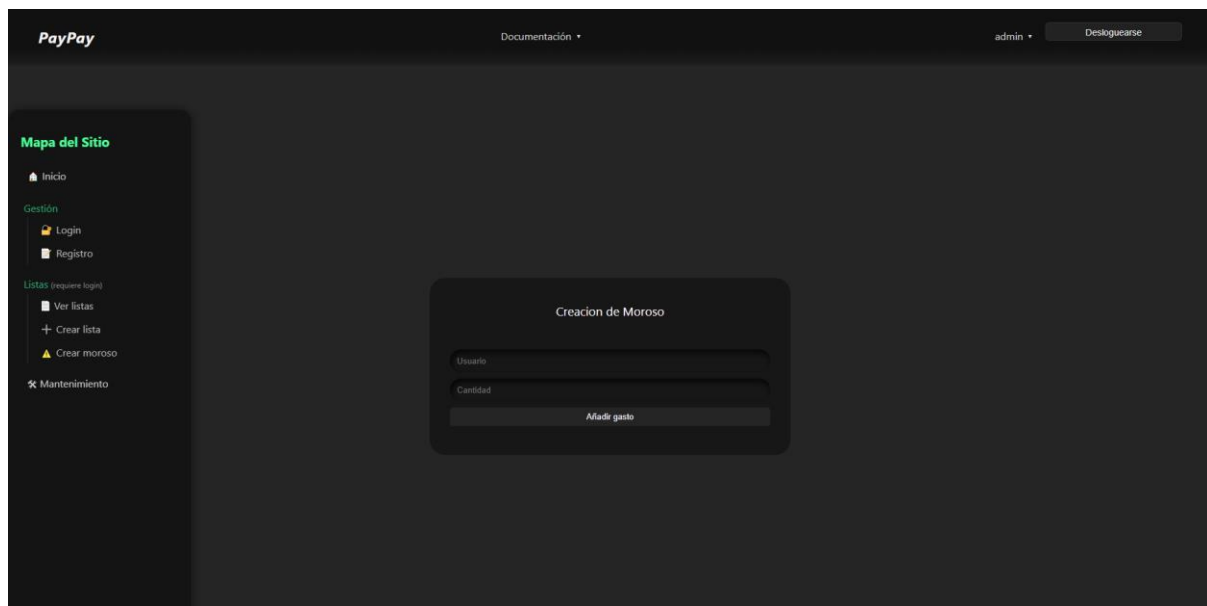 PayPay
Documentación ▾
admin ▾
Desloguearse
Mapa del Sitio
Inicio
Gestión
Login
Registro
Listas (requiere login)
Ver listas
Crear lista
Crear moroso
Mantenimiento
Creacion de Moroso
Usuario
Cantidad
Añadir gasto